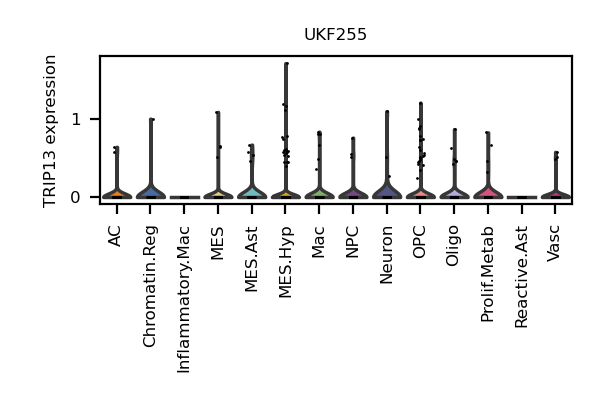 UKF255
TRIP13 expression
1
0
AC
Chromatin.Reg
Inflammatory.Mac
MES
MES.Ast
MES.Hyp
Mac
NPC
Neuron
OPC
Oligo
Prolif.Metab
Reactive.Ast
Vasc